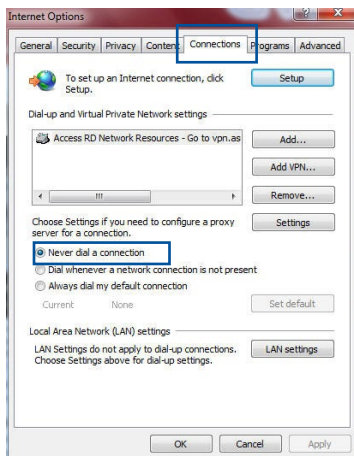 Internet Options
General Security Privacy Content Connections Programs Advanced
To set up an Internet connection, click
Setup.
Setup
Dial-up and Virtual Private Network settings
Access RD Network Resources - Go to vpn.as
Add...
Add VPN...
Remove...
Choose Settings if you need to configure a proxy
server for a connection.
Settings
Never dial a connection
Dial whenever a network connection is not present
Always dial my default connection
Current None
Set default
Local Area Network (LAN) settings
LAN Settings do not apply to dial-up connections.
Choose Settings above for dial-up settings.
LAN settings
OK Cancel Apply